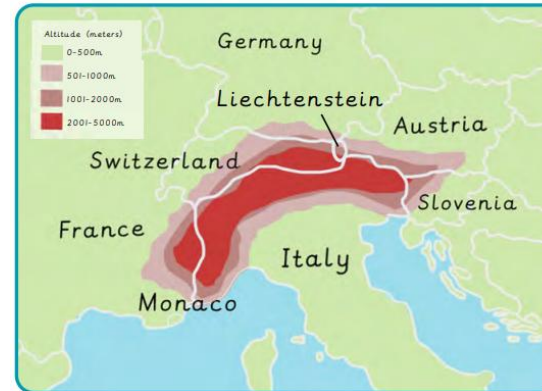 Altitude (meters)
0-500m
501-1000m
1001-2000m
2001-5000m
Germany
Liechtenstein
Austria
Switzerland
Slovenia
France
Italy
Monaco